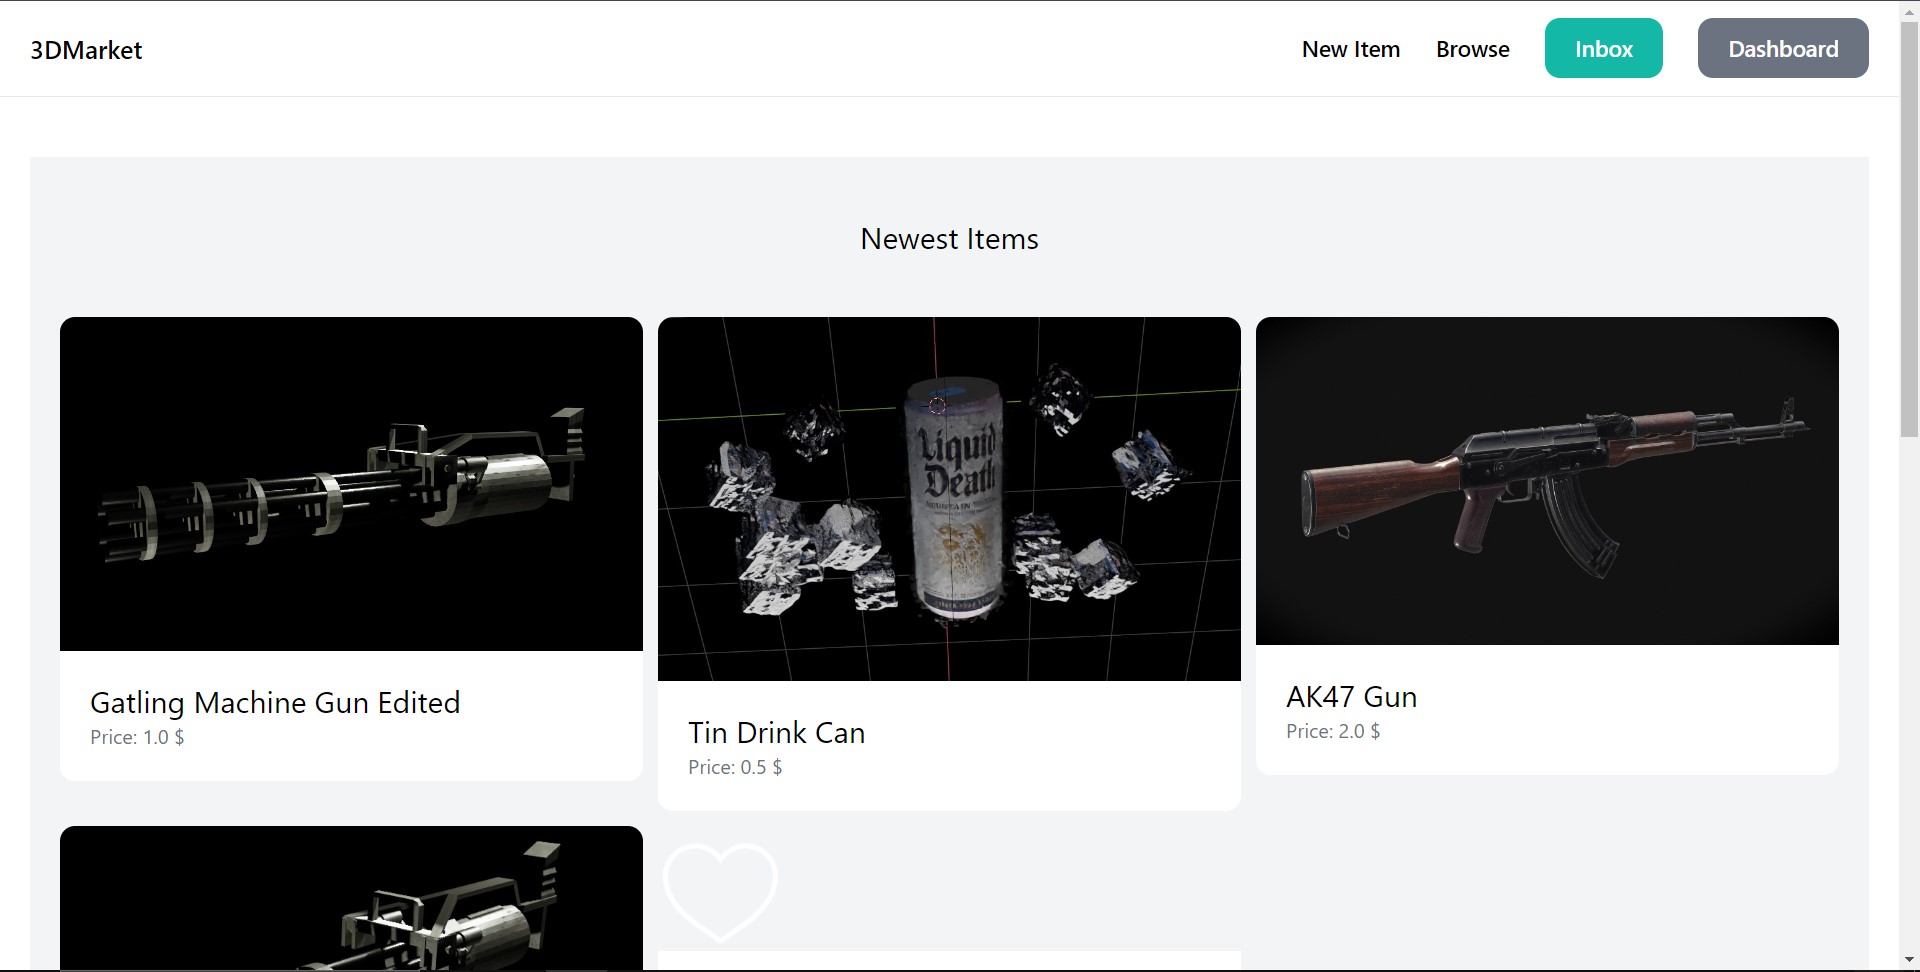 3DMarket
New Item
Browse
Inbox
Dashboard
Newest Items
Liquid
Death
Gatling Machine Gun Edited
Price: 1.0 $
Tin Drink Can
Price: 0.5 $
AK47 Gun
Price: 2.0 $